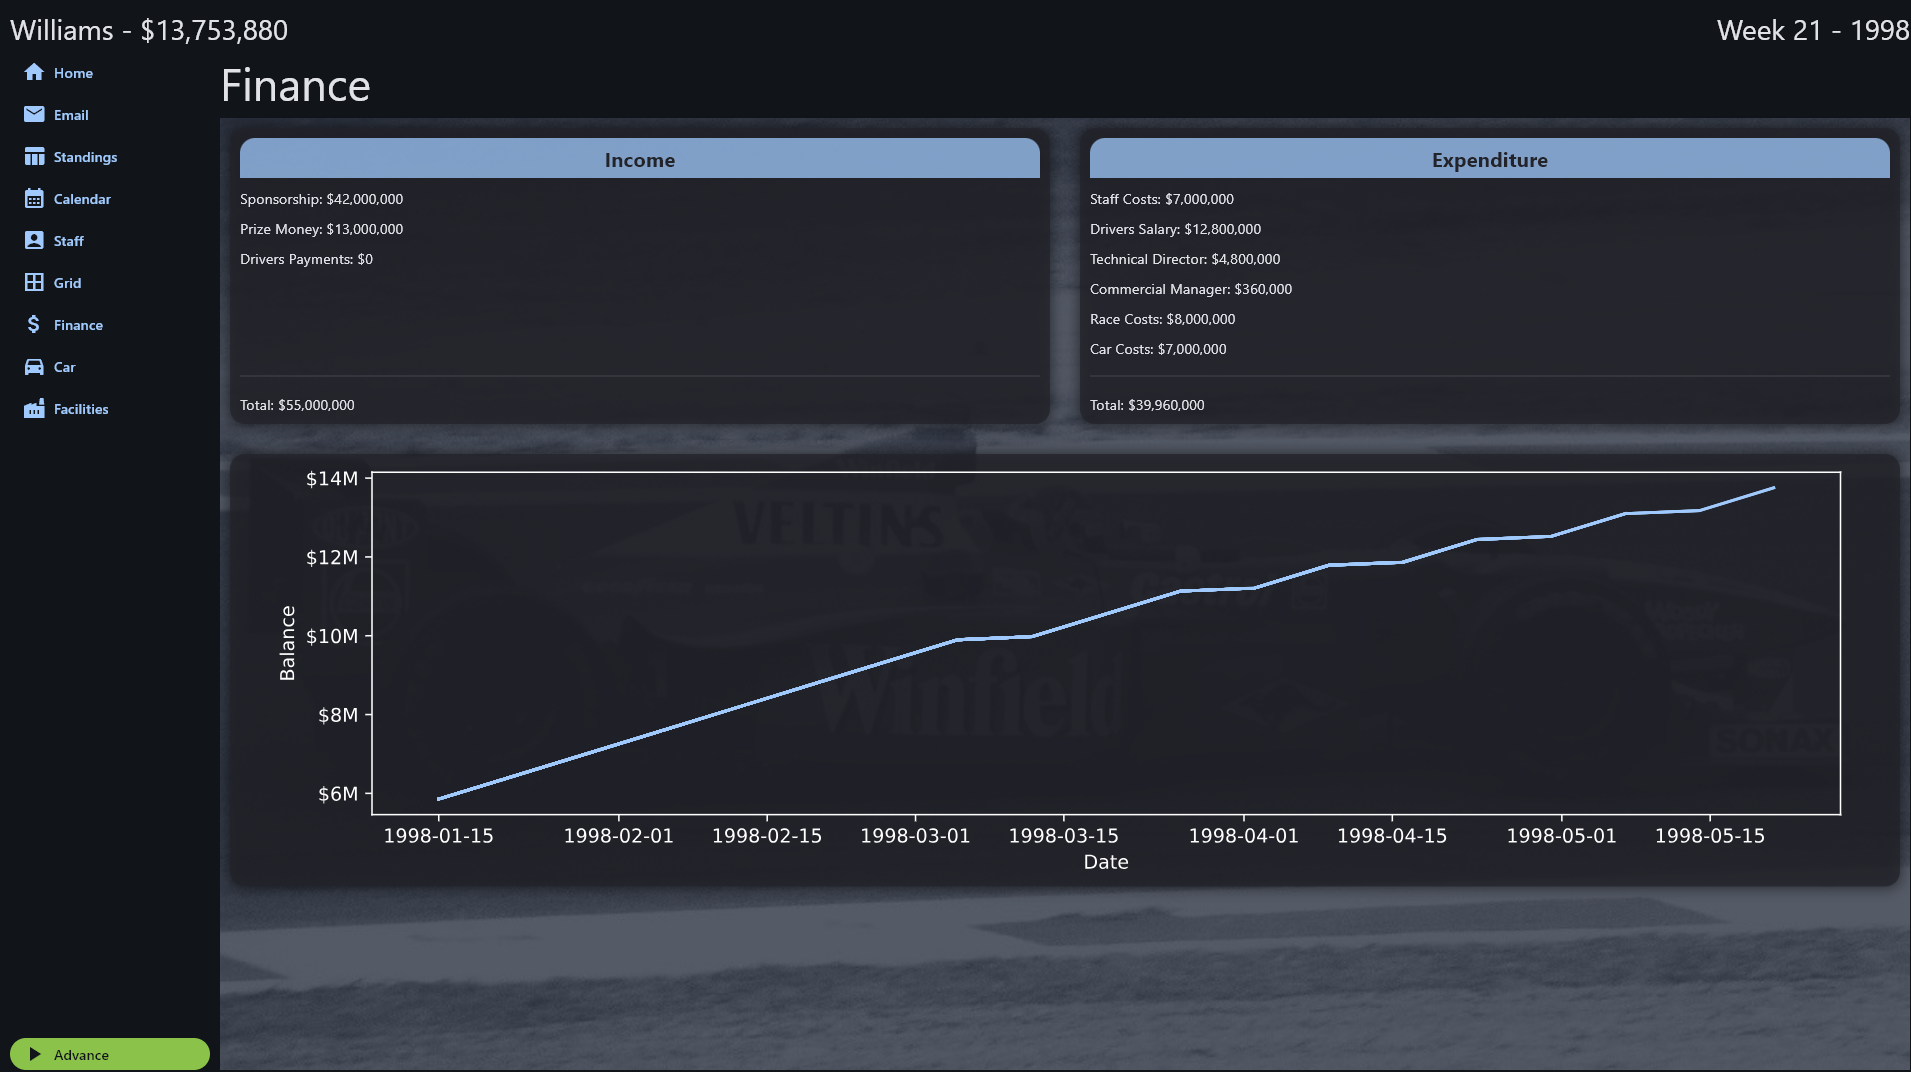 Williams - $13,753,880
Week 21 - 1998
Home
Email
Standings
Calendar
Staff
Grid
Finance
Car
Facilities
Advance
Finance
Income
Sponsorship: $42,000,000
Prize Money: $13,000,000
Drivers Payments: $0
Total: $55,000,000
Expenditure
Staff Costs: $7,000,000
Drivers Salary: $12,800,000
Technical Director: $4,800,000
Commercial Manager: $360,000
Race Costs: $8,000,000
Car Costs: $7,000,000
Total: $39,960,000
$14M
$12M
$10M
$8M
$6M
Balance
1998-01-15
1998-02-01
1998-02-15
1998-03-01
1998-03-15
1998-04-01
1998-04-15
1998-05-01
1998-05-15
Date
VELTINS
Winfield
SONAX